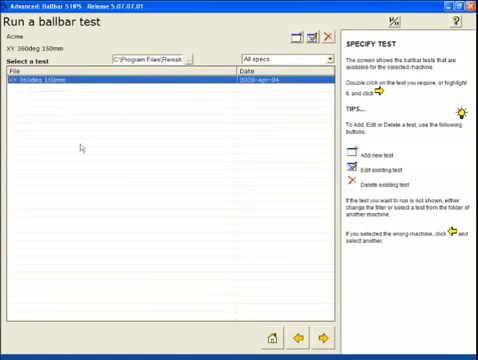 Advanced: Ballbar 5 HPS - Release 5.07.07.01
Run a ballbar test
Acme
XY 360deg 150mm
Select a test
C:\Program Files\Renish
...
All specs
File
Date
XY 360deg 150mm
2008-Apr-04
SPECIFY TEST
The screen shows the ballbar tests that are
available for the selected machine.
Double click on the test you require, or highlight
it, and click
TIPS...
To Add, Edit or Delete a test, use the following
buttons:
Add new test
Edit existing test
Delete existing test
If the test you want to run is not shown, either
change the filter or select a test from the folder of
another machine.
If you selected the wrong machine, click and
select another.